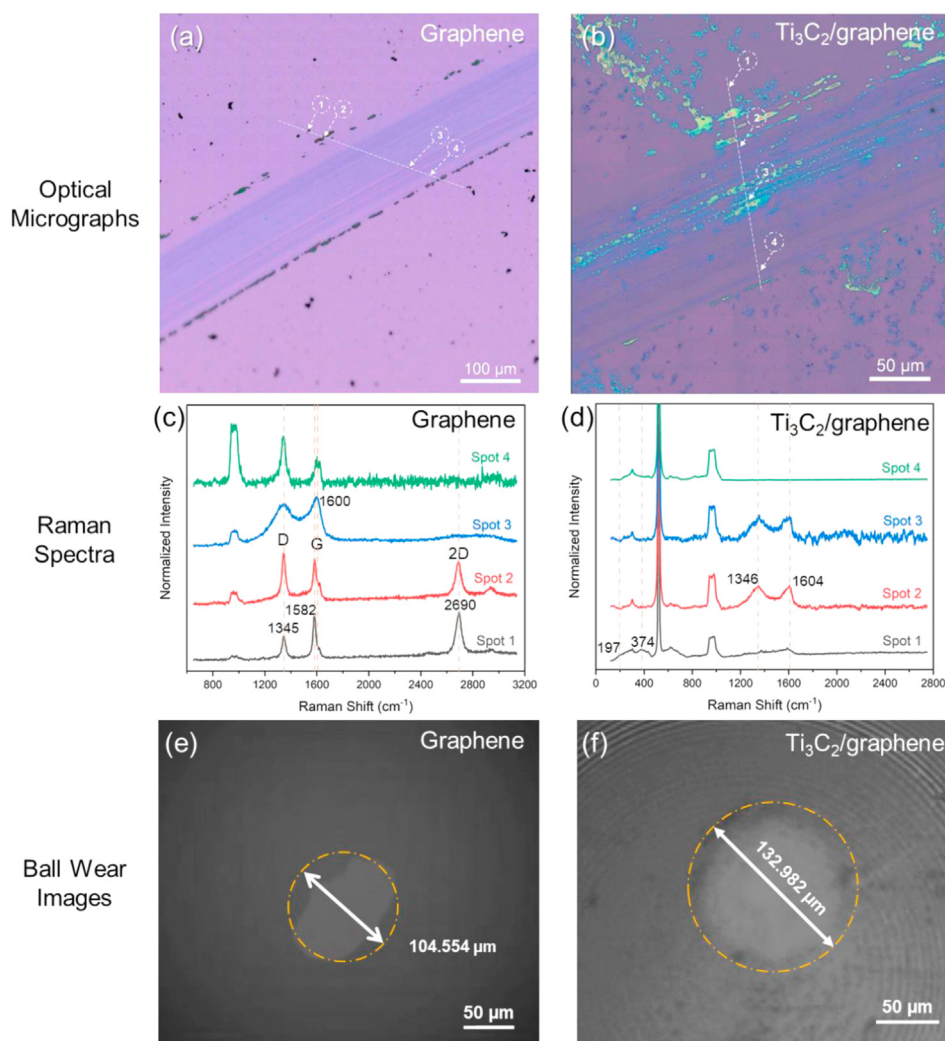 (a) Graphene
1 2
3
4
100 µm
(b) Ti₃C₂/graphene
1
2
3
4
50 µm
Optical
Micrographs
(c) Graphene
Normalized Intensity
Spot 4
1600
Spot 3
D G 2D
Spot 2
1582 2690
1345
Spot 1
800 1200 1600 2000 2400 2800 3200
Raman Shift (cm⁻¹)
(d) Ti₃C₂/graphene
Normalized Intensity
Spot 4
Spot 3
1346 1604
Spot 2
197 374
Spot 1
0 400 800 1200 1600 2000 2400 2800
Raman Shift (cm⁻¹)
Raman
Spectra
(e) Graphene
104.554 µm
50 µm
(f) Ti₃C₂/graphene
132.982 µm
50 µm
Ball Wear
Images